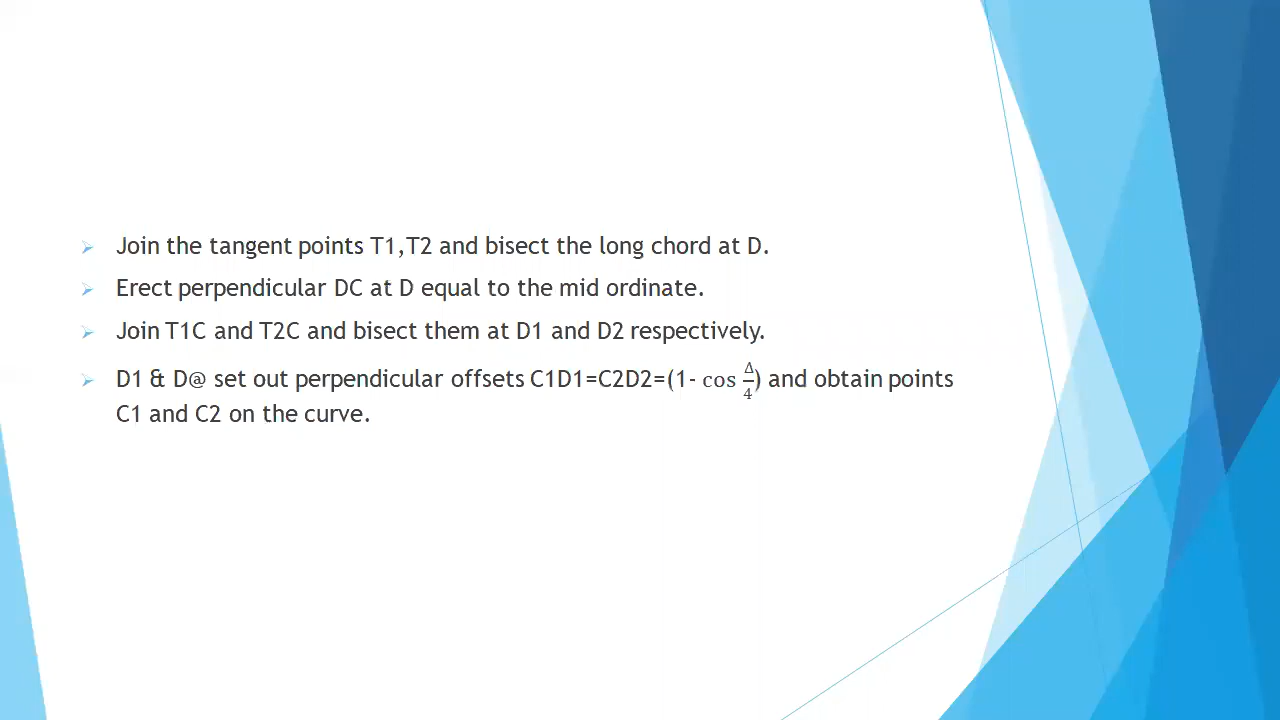 Join the tangent points T1,T2 and bisect the long chord at D.
Erect perpendicular DC at D equal to the mid ordinate.
Join T1C and T2C and bisect them at D1 and D2 respectively.
D1 & D@ set out perpendicular offsets C1D1=C2D2=(1- cos Δ/4) and obtain points
C1 and C2 on the curve.